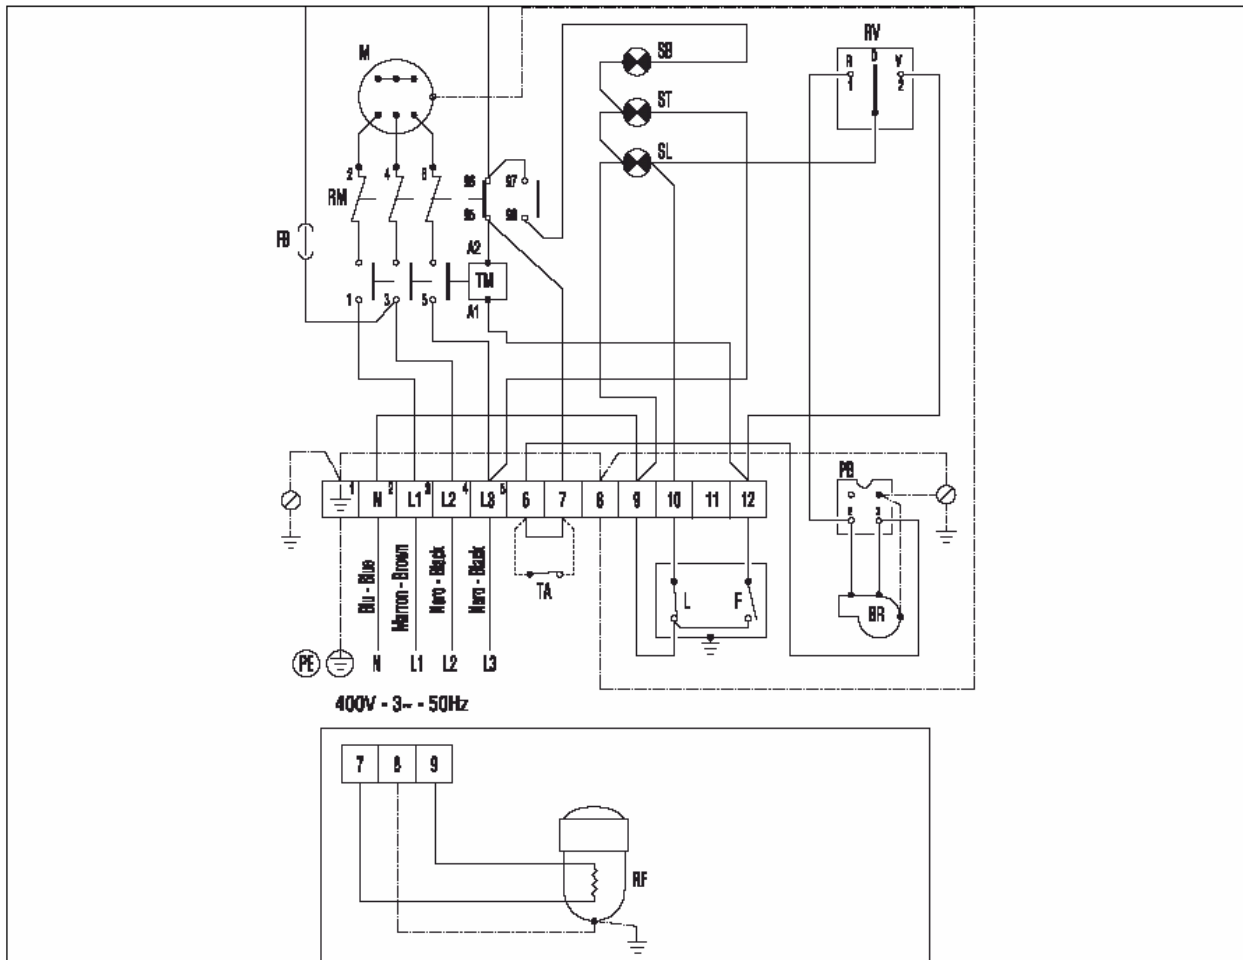 M
SB
RV
R D V
1 2
ST
SL
2 4 6
RM
96 97
95 98
FB
A2
TM
A1
1 3 5
PB
1 2 3 4 5
N L1 L2 L3 6 7 8 9 10 11 12
2 3
Blu - Blue
Marron - Brown
Nero - Black
Nero - Black
TA
L F
BR
PE N L1 L2 L3
400V - 3~ - 50Hz
7 8 9
RF